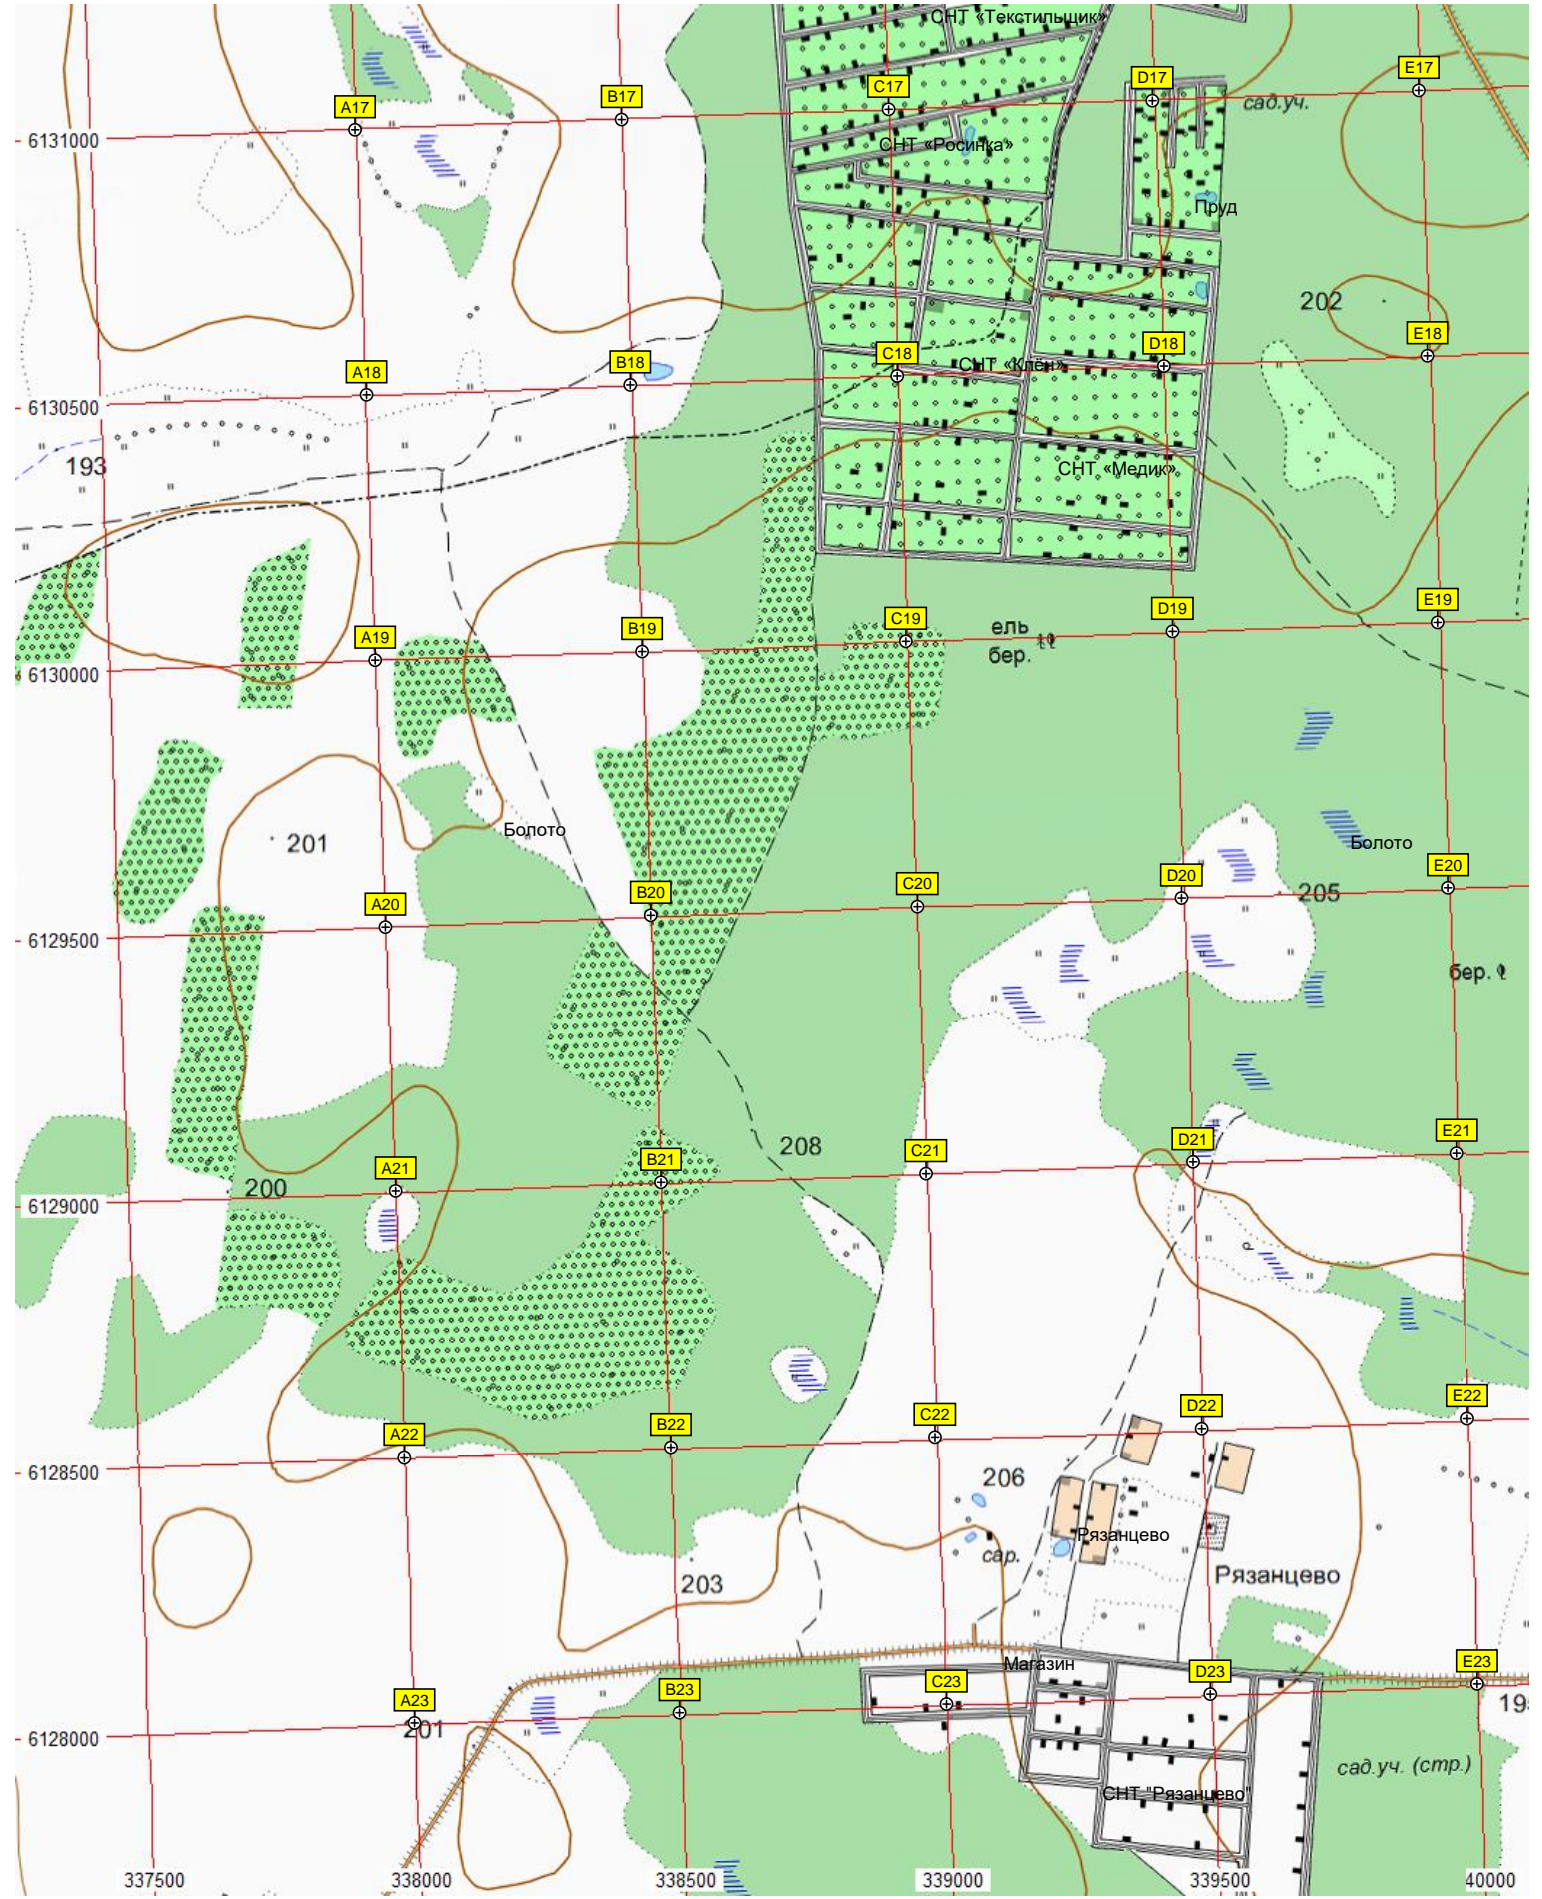 СНТ «Текстильщик»
E17
D17
C17
B17
A17
сад.уч.
6131000
СНТ «Росинка»
Пруд
202
E18
D18
C18
B18
A18
СНТ «Клён»
6130500
193
СНТ «Медик»
E19
D19
C19
B19
A19
ель
бер.
6130000
201
Болото
Болото
E20
D20
C20
B20
A20
205
6129500
бер.
E21
D21
C21
B21
A21
208
200
6129000
E22
D22
C22
B22
A22
6128500
206
Рязанцево
сар.
Рязанцево
203
Магазин
E23
D23
C23
B23
A23
201
195
6128000
сад.уч. (стр.)
СНТ "Рязанцево"
337500
338000
338500
339000
339500
40000